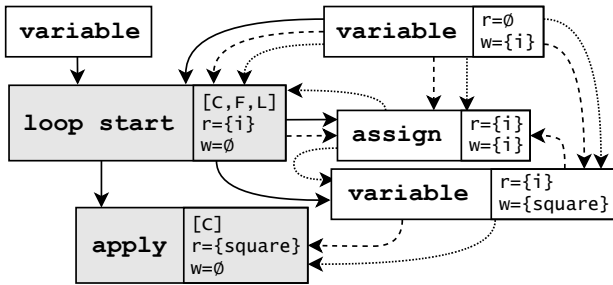 variable
variable
r=Ø
w={i}
loop start
[C,F,L]
r={i}
w=Ø
assign
r={i}
w={i}
variable
r={i}
w={square}
apply
[C]
r={square}
w=Ø